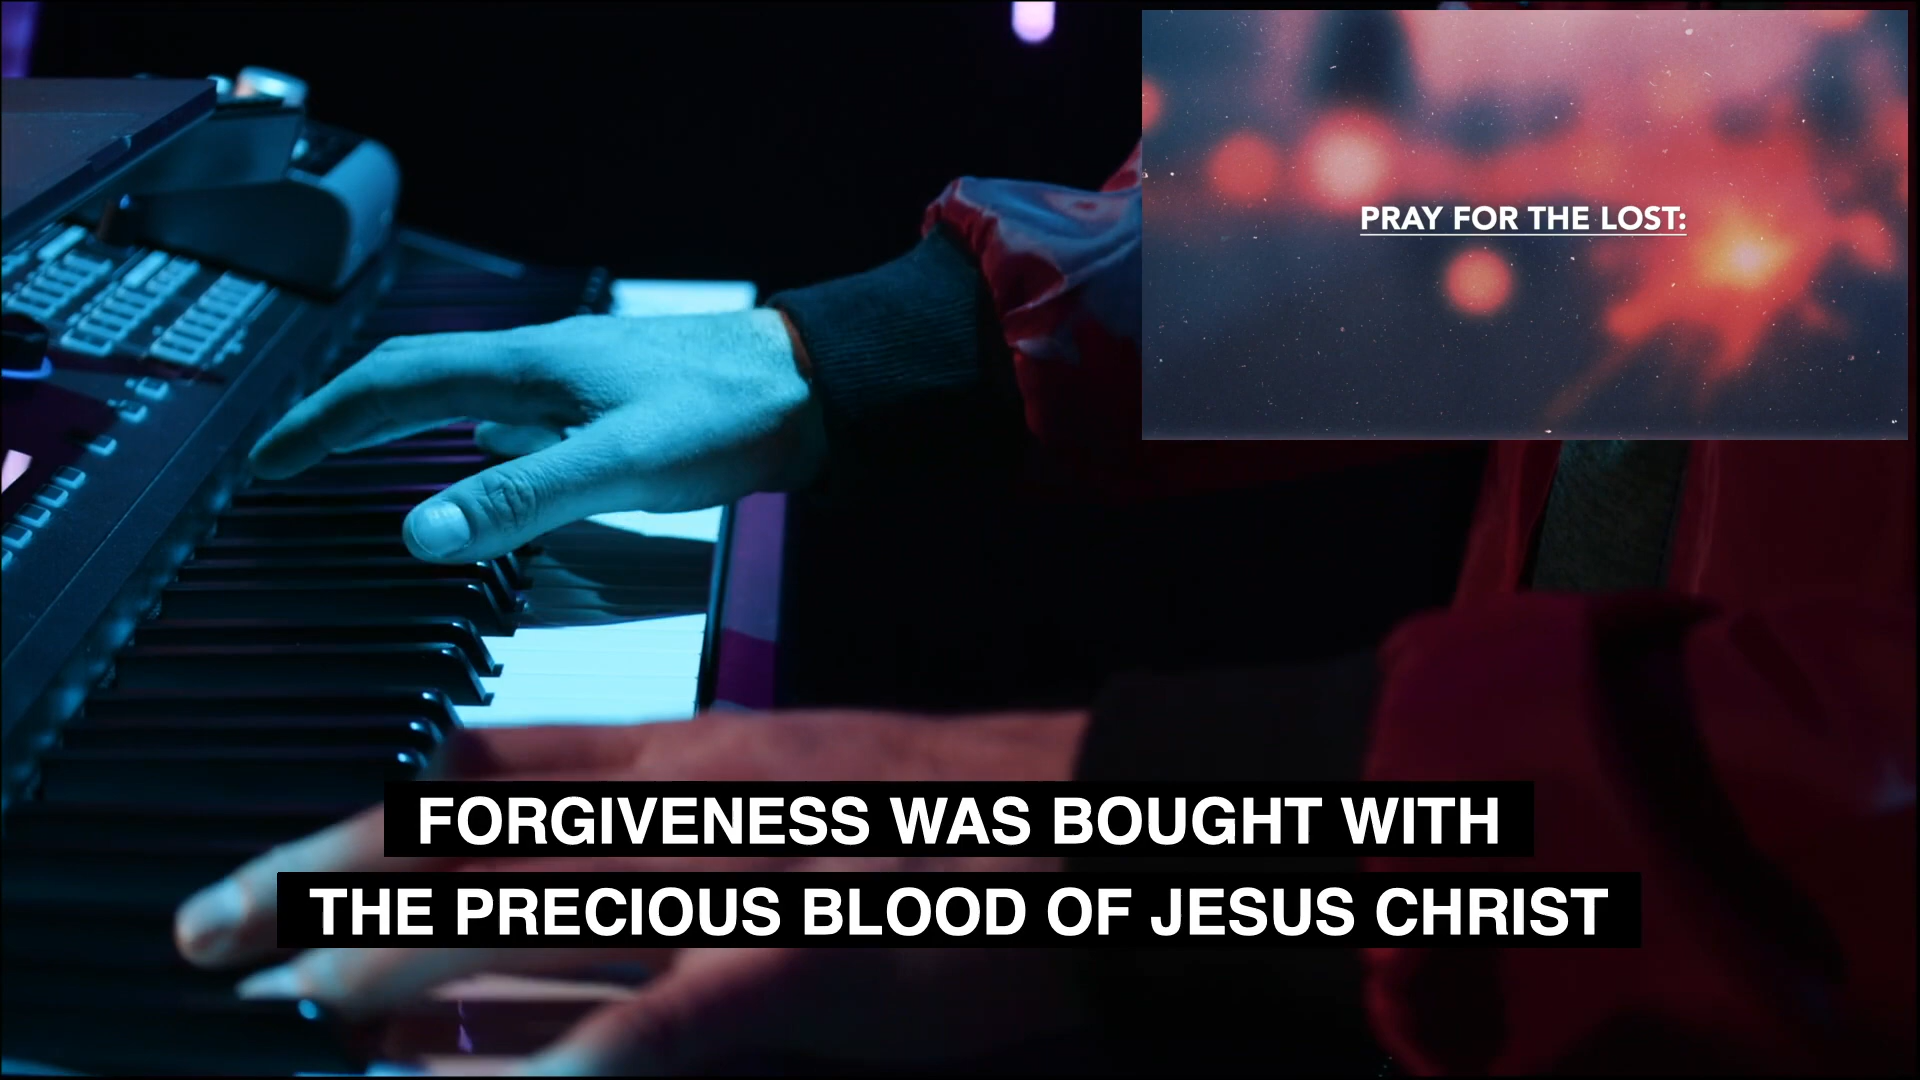 PRAY FOR THE LOST:
FORGIVENESS WAS BOUGHT WITH
THE PRECIOUS BLOOD OF JESUS CHRIST